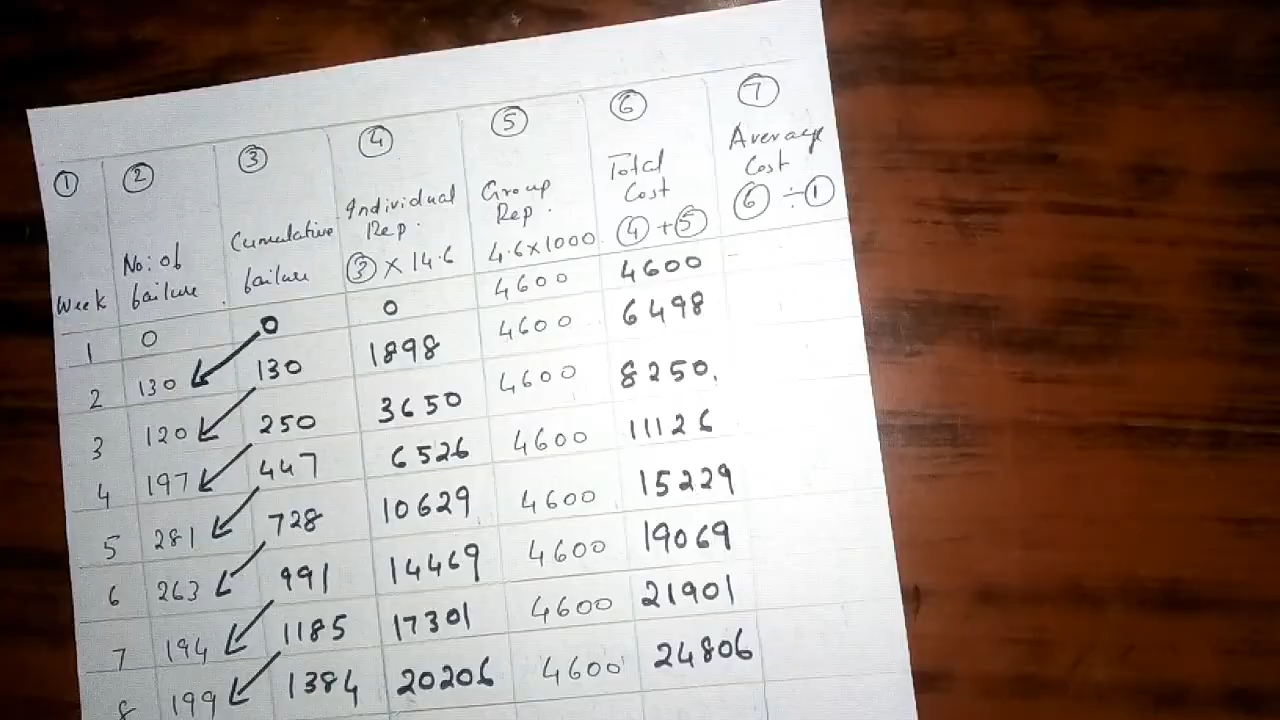 ① ② ③ ④ ⑤ ⑥ ⑦
Week
No: of
failure
Cumulative
failure
Individual
Rep.
③ × 14.6
Group
Rep.
4.6×1000
Total
Cost
④ + ⑤
Average
Cost
⑥ ÷ ①
1 0 0 0 4600 4600
2 130 130 1898 4600 6498
3 120 250 3650 4600 8250
4 197 447 6526 4600 11126
5 281 728 10629 4600 15229
6 263 991 14469 4600 19069
7 194 1185 17301 4600 21901
8 199 1384 20206 4600 24806